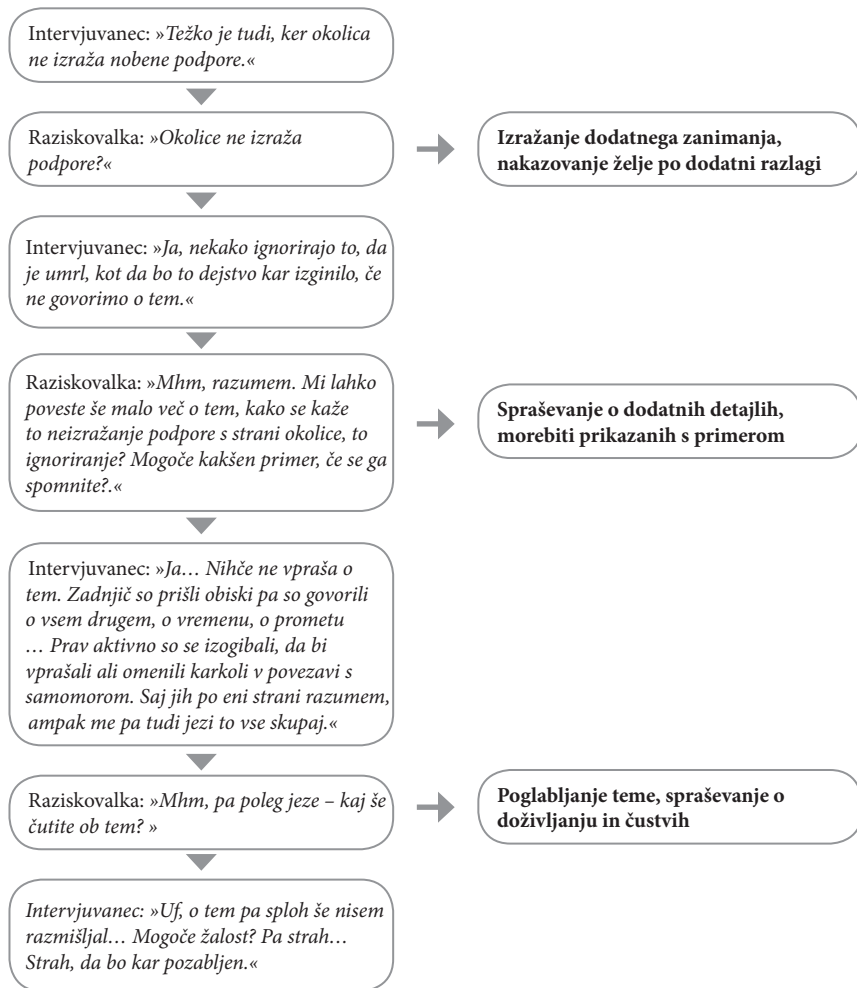 Intervjuvanec: »Težko je tudi, ker okolica
ne izraža nobene podpore.«
Raziskovalka: »Okolice ne izraža
podpore?«
Izražanje dodatnega zanimanja,
nakazovanje želje po dodatni razlagi
Intervjuvanec: »Ja, nekako ignorirajo to, da
je umrl, kot da bo to dejstvo kar izginilo, če
ne govorimo o tem.«
Raziskovalka: »Mhm, razumem. Mi lahko
poveste še malo več o tem, kako se kaže
to neizražanje podpore s strani okolice, to
ignoriranje? Mogoče kakšen primer, če se ga
spomnite?.«
Spraševanje o dodatnih detajlih,
morebiti prikazanih s primerom
Intervjuvanec: »Ja… Nihče ne vpraša o
tem. Zadnjič so prišli obiski pa so govorili
o vsem drugem, o vremenu, o prometu
… Prav aktivno so se izogibali, da bi
vprašali ali omenili karkoli v povezavi s
samomorom. Saj jih po eni strani razumem,
ampak me pa tudi jezi to vse skupaj.«
Raziskovalka: »Mhm, pa poleg jeze – kaj še
čutite ob tem? »
Poglabljanje teme, spraševanje o
doživljanju in čustvih
Intervjuvanec: »Uf, o tem pa sploh še nisem
razmišljal… Mogoče žalost? Pa strah…
Strah, da bo kar pozabljen.«